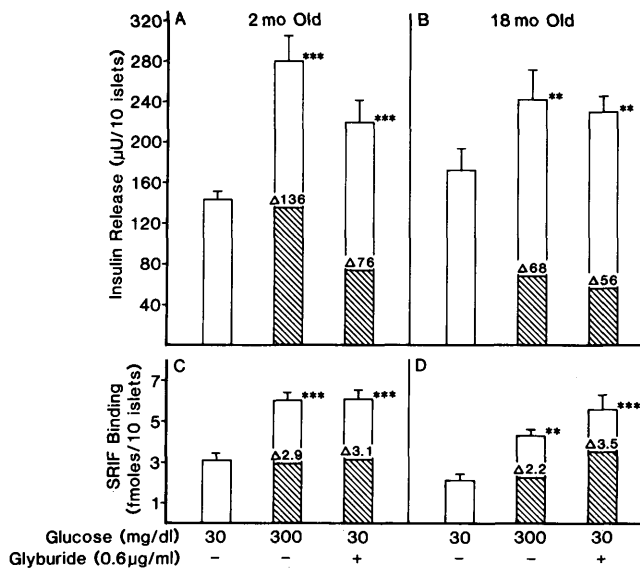 A 2 mo Old
B 18 mo Old
Insulin Release (μU/10 islets)
320
280
240
200
160
120
80
40
***
***
**
**
Δ136
Δ76
Δ68
Δ56
C
D
SRIF Binding
(fmoles/10 islets)
7
5
3
1
***
***
**
***
Δ2.9
Δ3.1
Δ2.2
Δ3.5
Glucose (mg/dl) 30 300 30 30 300 30
Glyburide (0.6μg/ml) – – + – – +